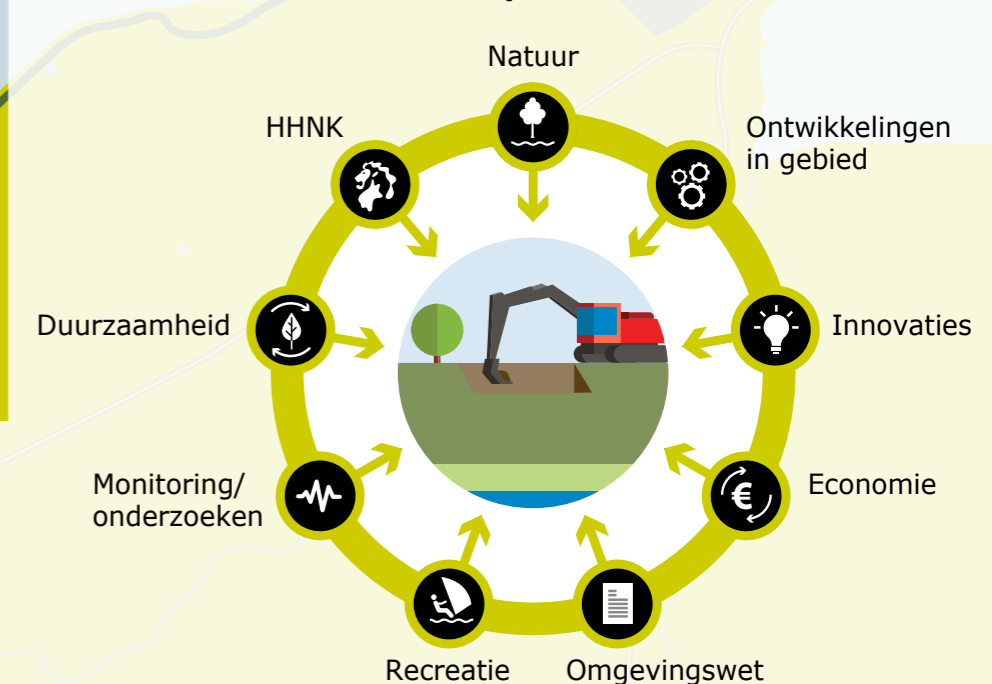 Natuur
HHNK
Ontwikkelingen
in gebied
Duurzaamheid
Innovaties
Monitoring/
onderzoeken
Economie
€
Recreatie
Omgevingswet